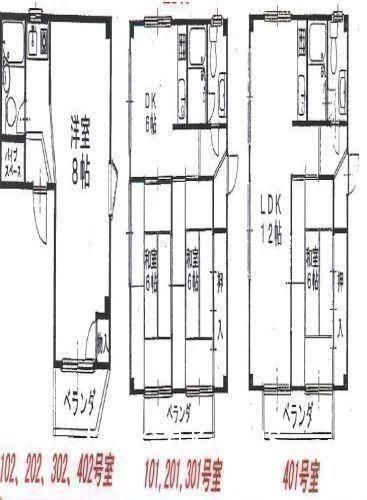 洋室
8帖
パイプ
スペース
物入
ベランダ
102、202、302、402号室
DK
6帖
和室
6帖
和室
6帖
押入
ベランダ
101,201,301号室
LDK
12帖
和室
6帖
押入
ベランダ
401号室